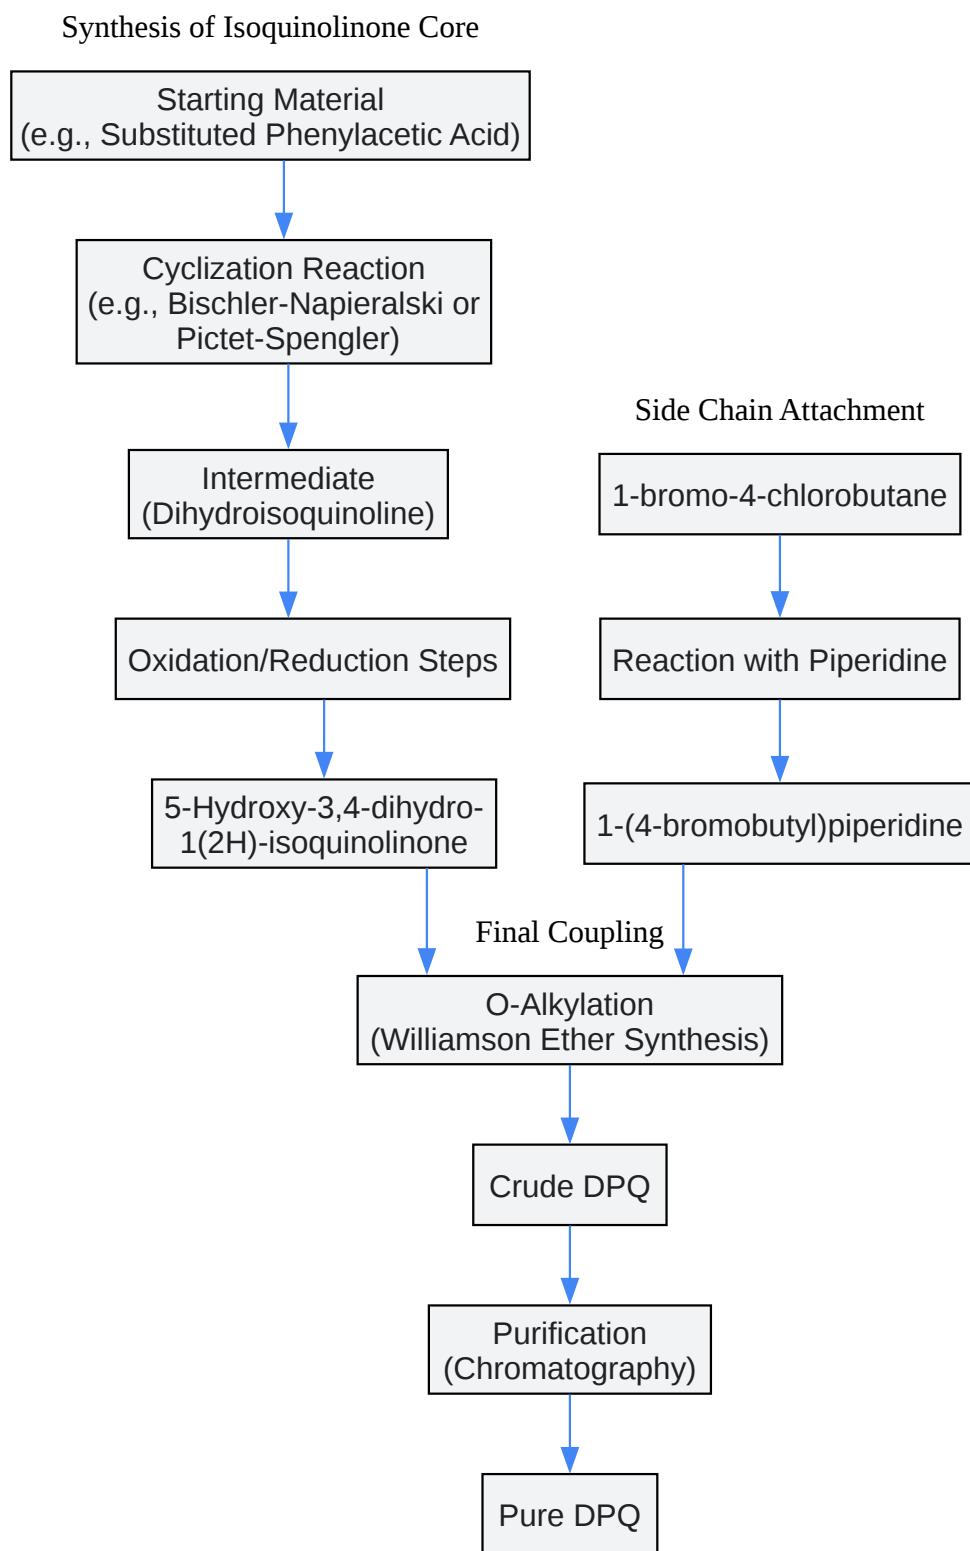 Synthesis of Isoquinolinone Core
Starting Material
(e.g., Substituted Phenylacetic Acid)
Cyclization Reaction
(e.g., Bischler-Napieralski or
Pictet-Spengler)
Intermediate
(Dihydroisoquinoline)
Oxidation/Reduction Steps
5-Hydroxy-3,4-dihydro-
1(2H)-isoquinolinone
Side Chain Attachment
1-bromo-4-chlorobutane
Reaction with Piperidine
1-(4-bromobutyl)piperidine
Final Coupling
O-Alkylation
(Williamson Ether Synthesis)
Crude DPQ
Purification
(Chromatography)
Pure DPQ